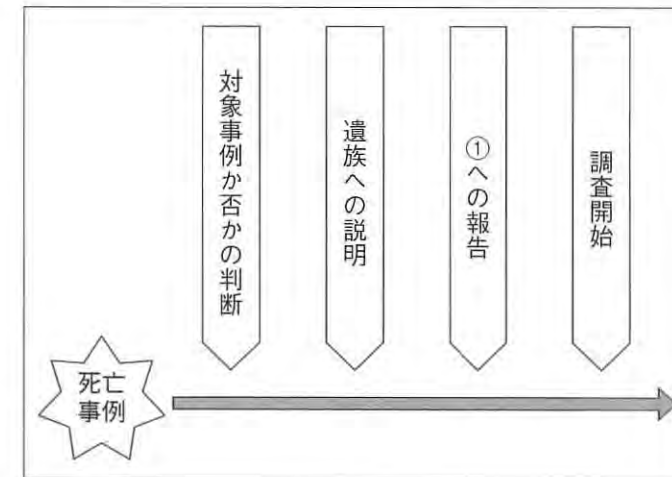 対象事例か否かの判断
遺族への説明
①への報告
調査開始
死亡
事例